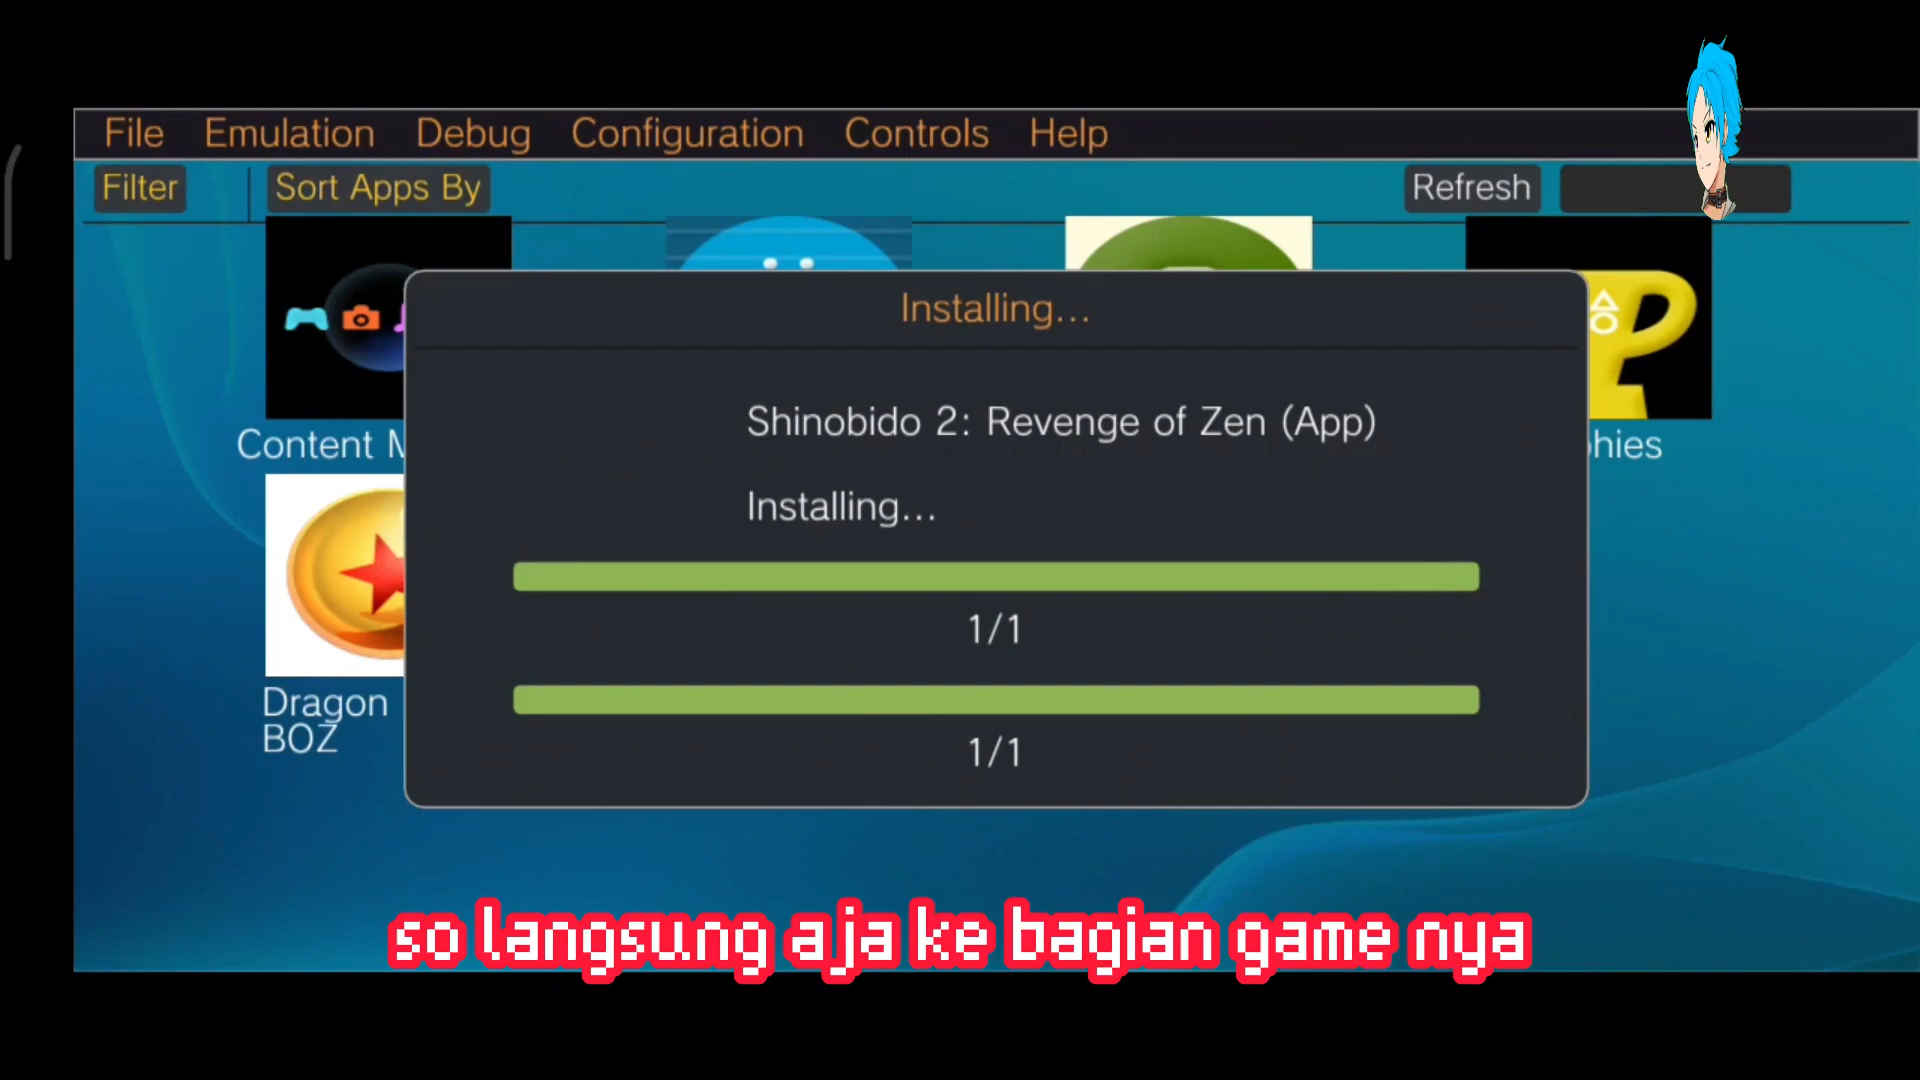 File Emulation Debug Configuration Controls Help
Filter Sort Apps By Refresh
Installing...
Shinobido 2: Revenge of Zen (App)
Content M
hies
Installing...
1/1
Dragon
BOZ
1/1
so langsung aja ke bagian game nya